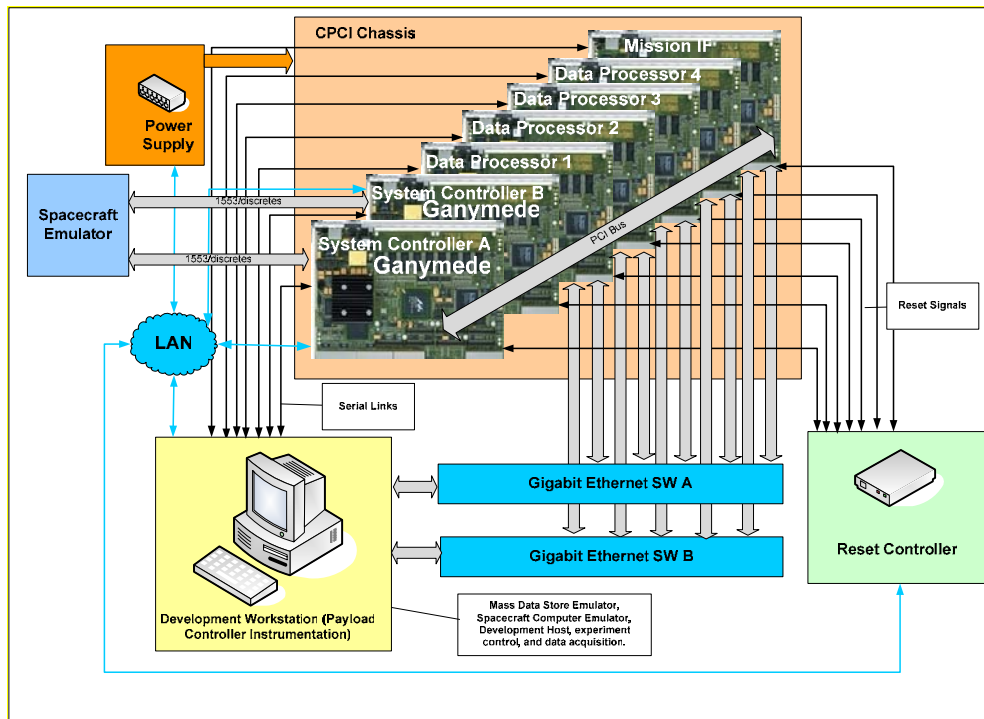 CPCI Chassis
Mission IF
Data Processor 4
Data Processor 3
Data Processor 2
Data Processor 1
System Controller B
Ganymede
System Controller A
Ganymede
PCI Bus
Power
Supply
Spacecraft
Emulator
1553/discretes
1553/discretes
LAN
Reset Signals
Serial Links
Gigabit Ethernet SW A
Gigabit Ethernet SW B
Reset Controller
Development Workstation (Payload
Controller Instrumentation)
Mass Data Store Emulator,
Spacecraft Computer Emulator,
Development Host, experiment
control, and data acquisition.